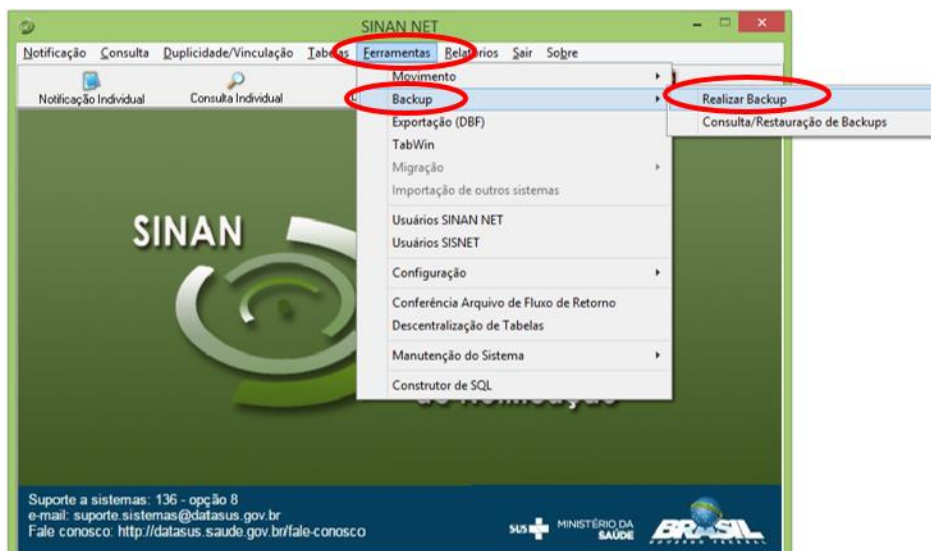 SINAN NET
Notificação Consulta Duplicidade/Vinculação Tabelas Ferramentas Relatórios Sair Sobre
Notificação Individual Consulta Individual
Movimento
Backup
Exportação (DBF)
TabWin
Migração
Importação de outros sistemas
Usuários SINAN NET
Usuários SISNET
Configuração
Conferência Arquivo de Fluxo de Retorno
Descentralização de Tabelas
Manutenção do Sistema
Construtor de SQL
Realizar Backup
Consulta/Restauração de Backups
SINAN
de Notificação
Suporte a sistemas: 136 - opção 8
e-mail: suporte.sistemas@datasus.gov.br
Fale conosco: http://datasus.saude.gov.br/fale-conosco
SUS MINISTÉRIO DA
SAÚDE
BRASIL
GOVERNO FEDERAL